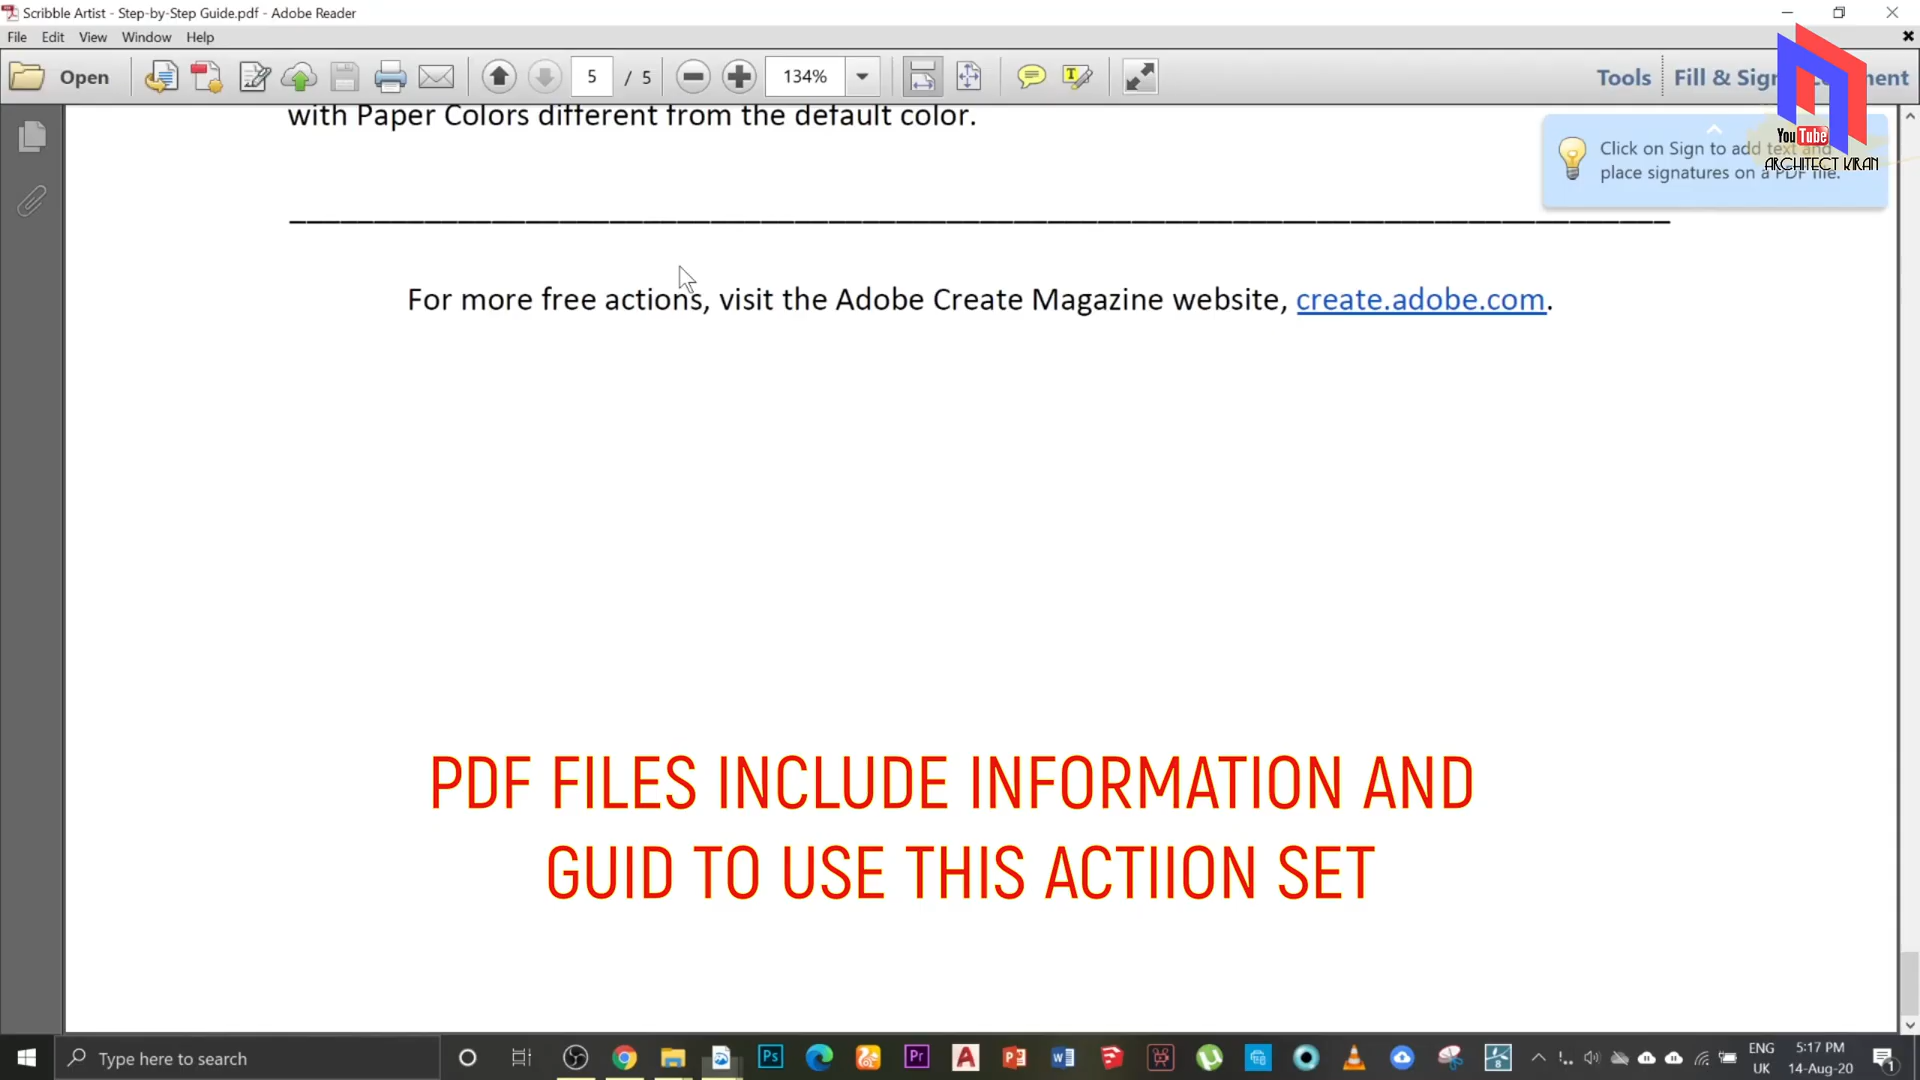 Scribble Artist - Step-by-Step Guide.pdf - Adobe Reader
File Edit View Window Help
Open 5 / 5 134% Tools Fill & Sign
with Paper Colors different from the default color.
Click on Sign to add text and
place signatures on a PDF file.
You Tube
ARCHITECT KIRAN
For more free actions, visit the Adobe Create Magazine website, create.adobe.com.
PDF FILES INCLUDE INFORMATION AND
GUID TO USE THIS ACTIION SET
Type here to search
Ps Pr
ENG
UK
5:17 PM
14-Aug-20
1